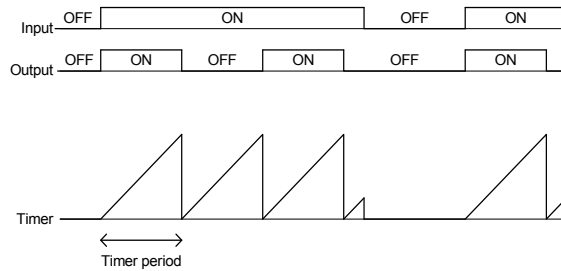 OFF ON OFF ON
Input
OFF ON OFF ON OFF ON
Output
Timer
Timer period